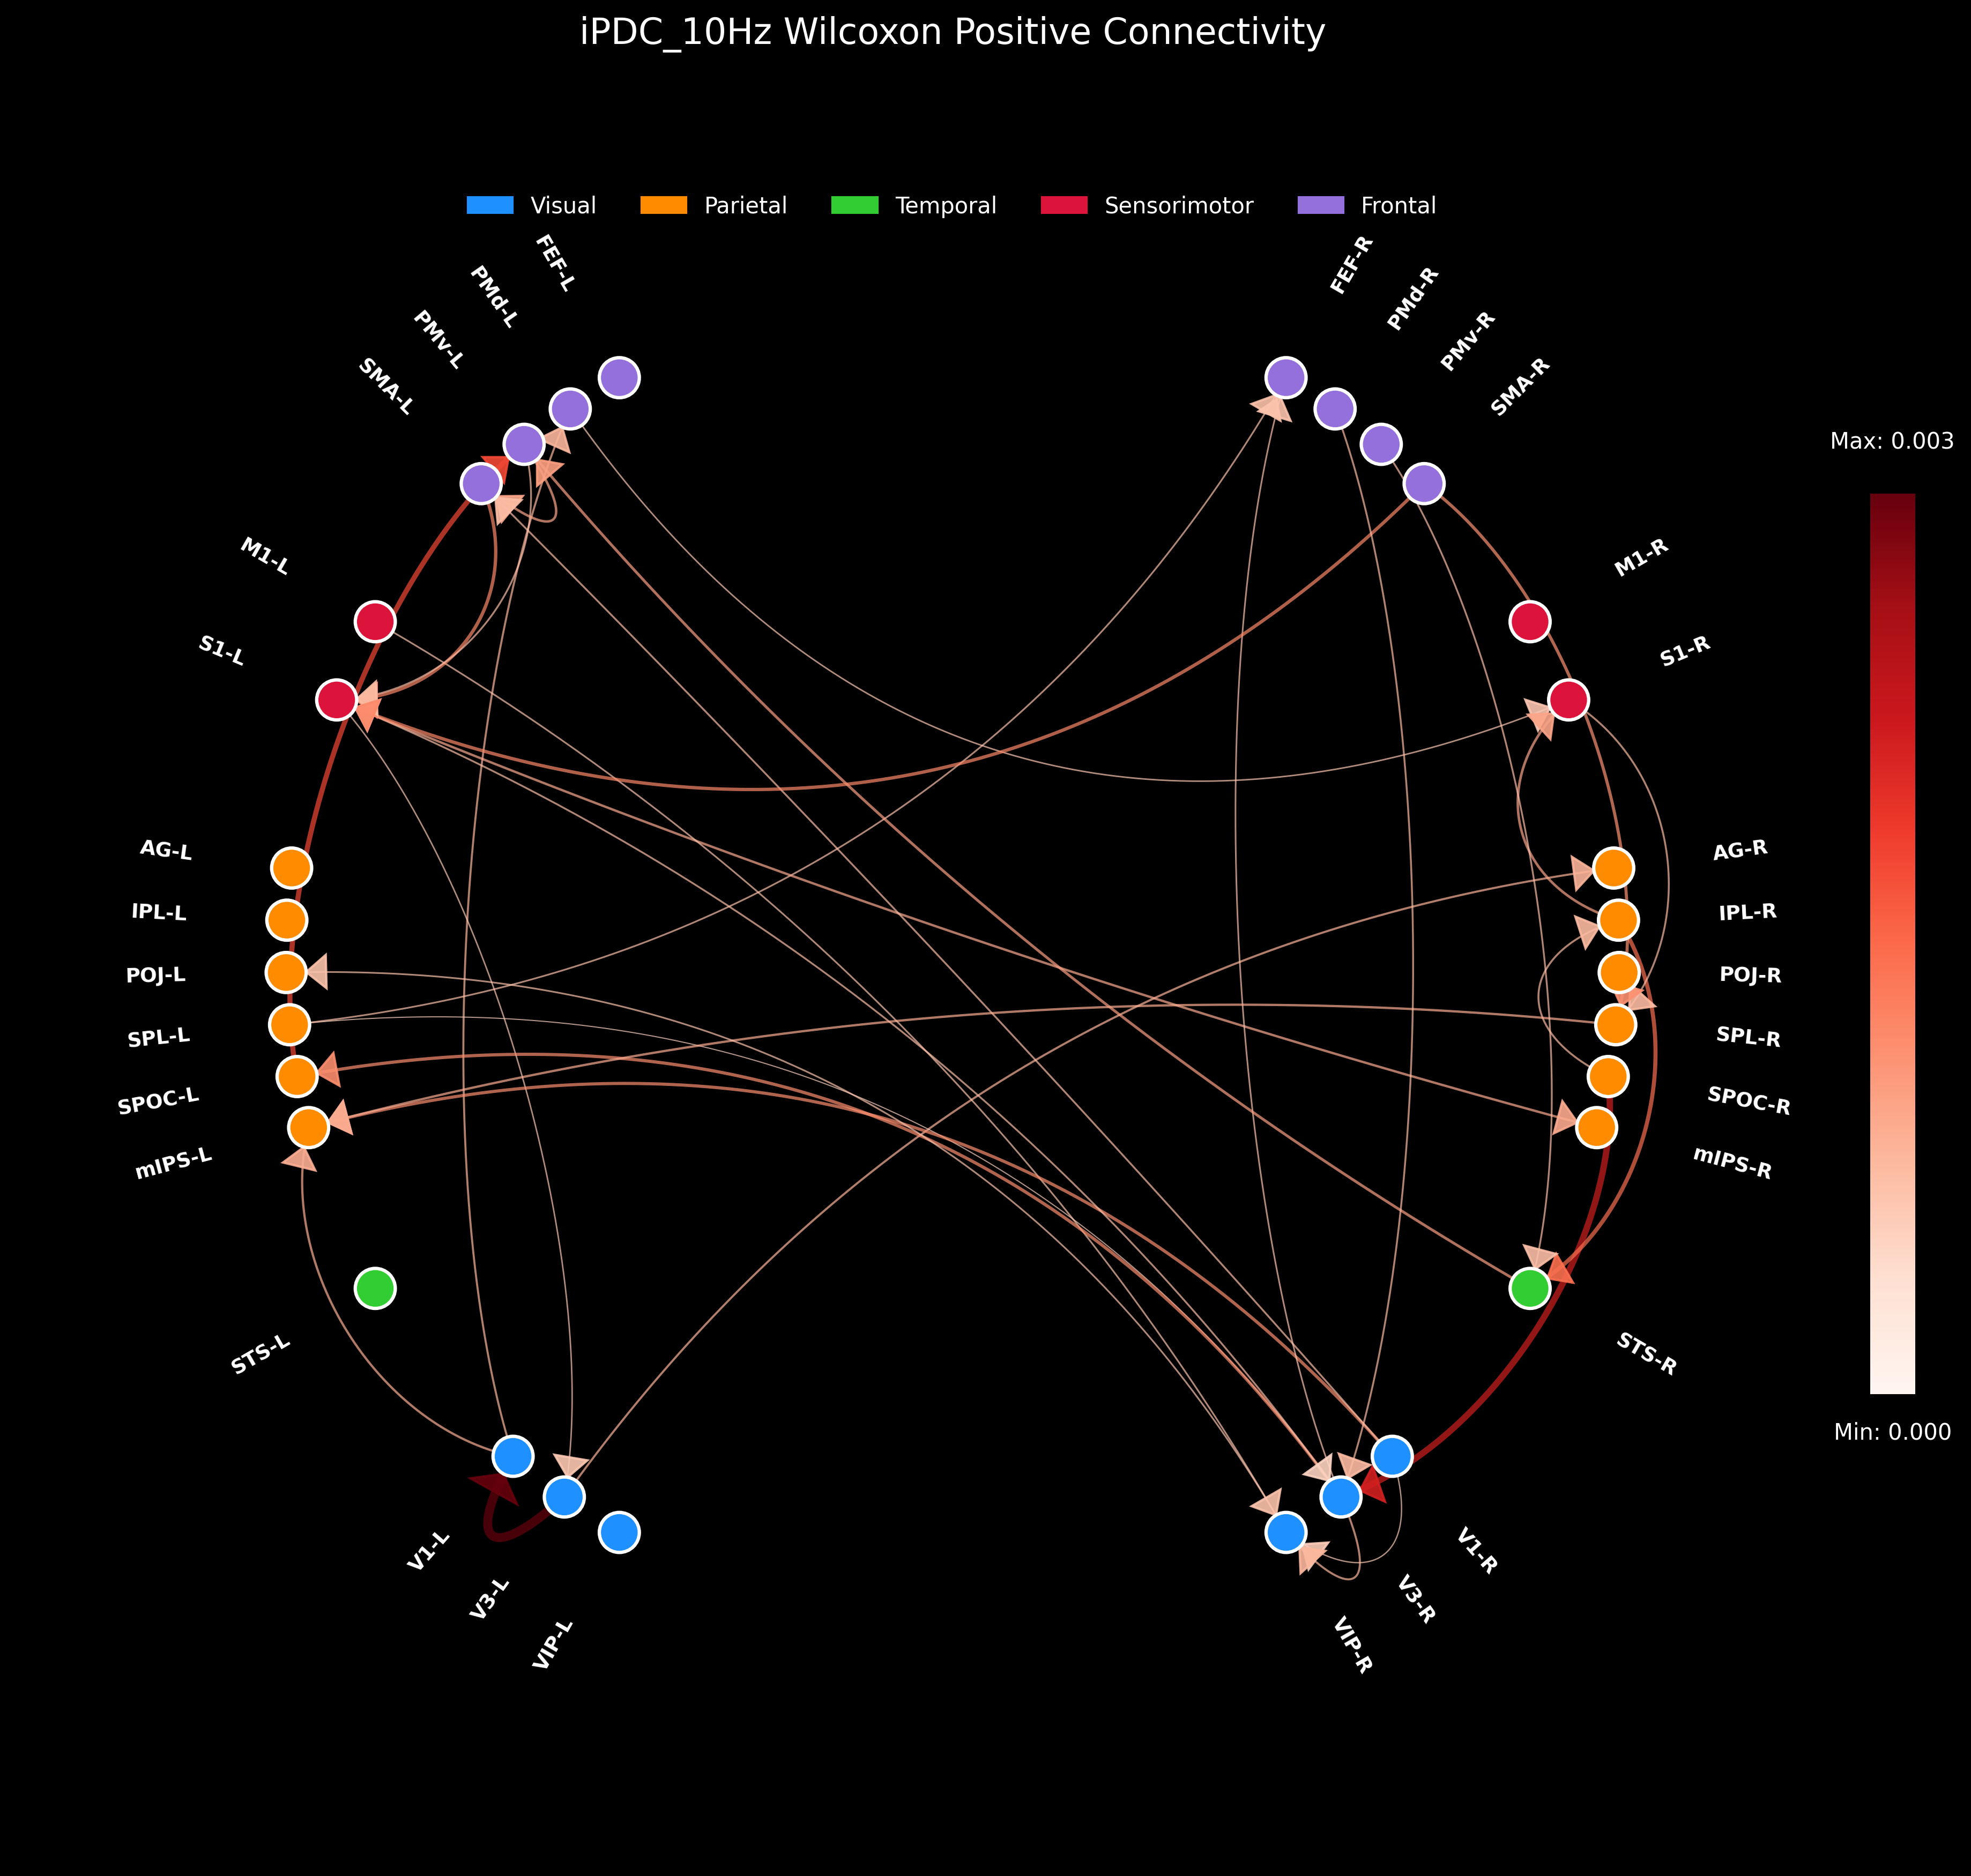 iPDC_10Hz Wilcoxon Positive Connectivity
Visual Parietal Temporal Sensorimotor Frontal
FEF-L
PMd-L
PMv-L
SMA-L
M1-L
S1-L
AG-L
IPL-L
POJ-L
SPL-L
SPOC-L
mIPS-L
STS-L
V1-L
V3-L
VIP-L
FEF-R
PMd-R
PMv-R
SMA-R
M1-R
S1-R
AG-R
IPL-R
POJ-R
SPL-R
SPOC-R
mIPS-R
STS-R
V1-R
V3-R
VIP-R
Max: 0.003
Min: 0.000